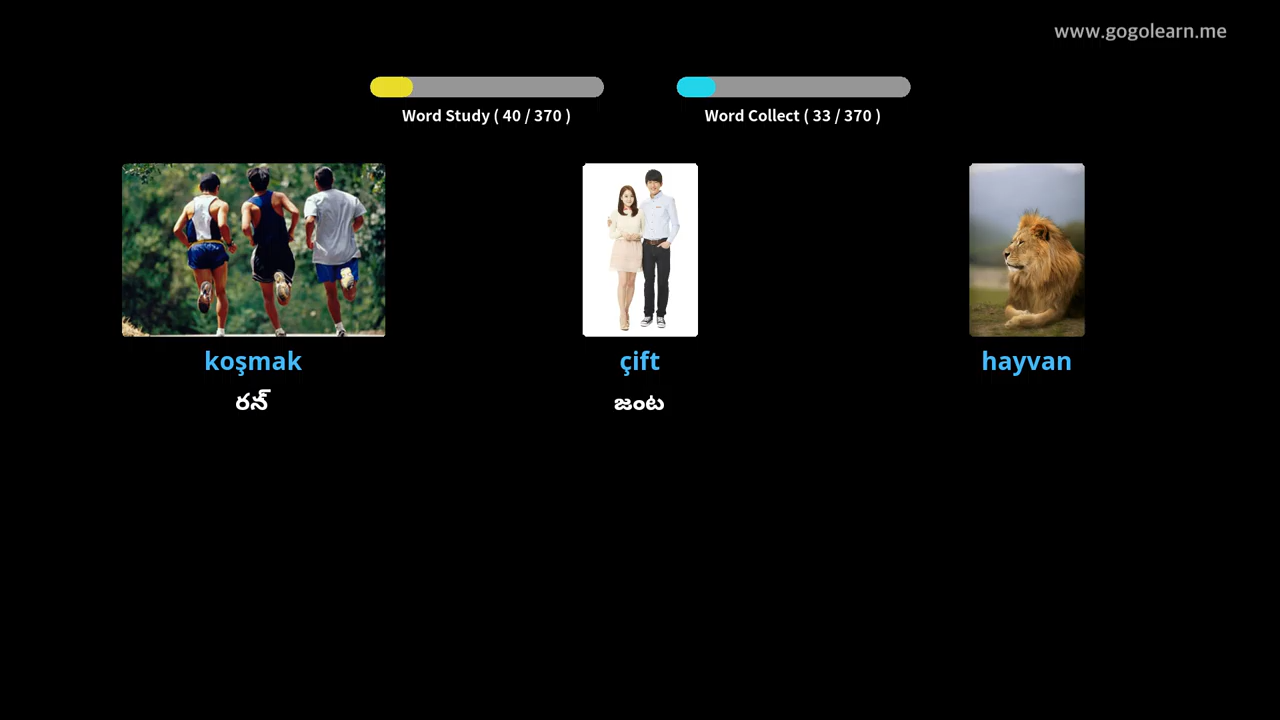 www.gogolearn.me
Word Study ( 40 / 370 )
Word Collect ( 33 / 370 )
koşmak
çift
hayvan
రన్
జంట